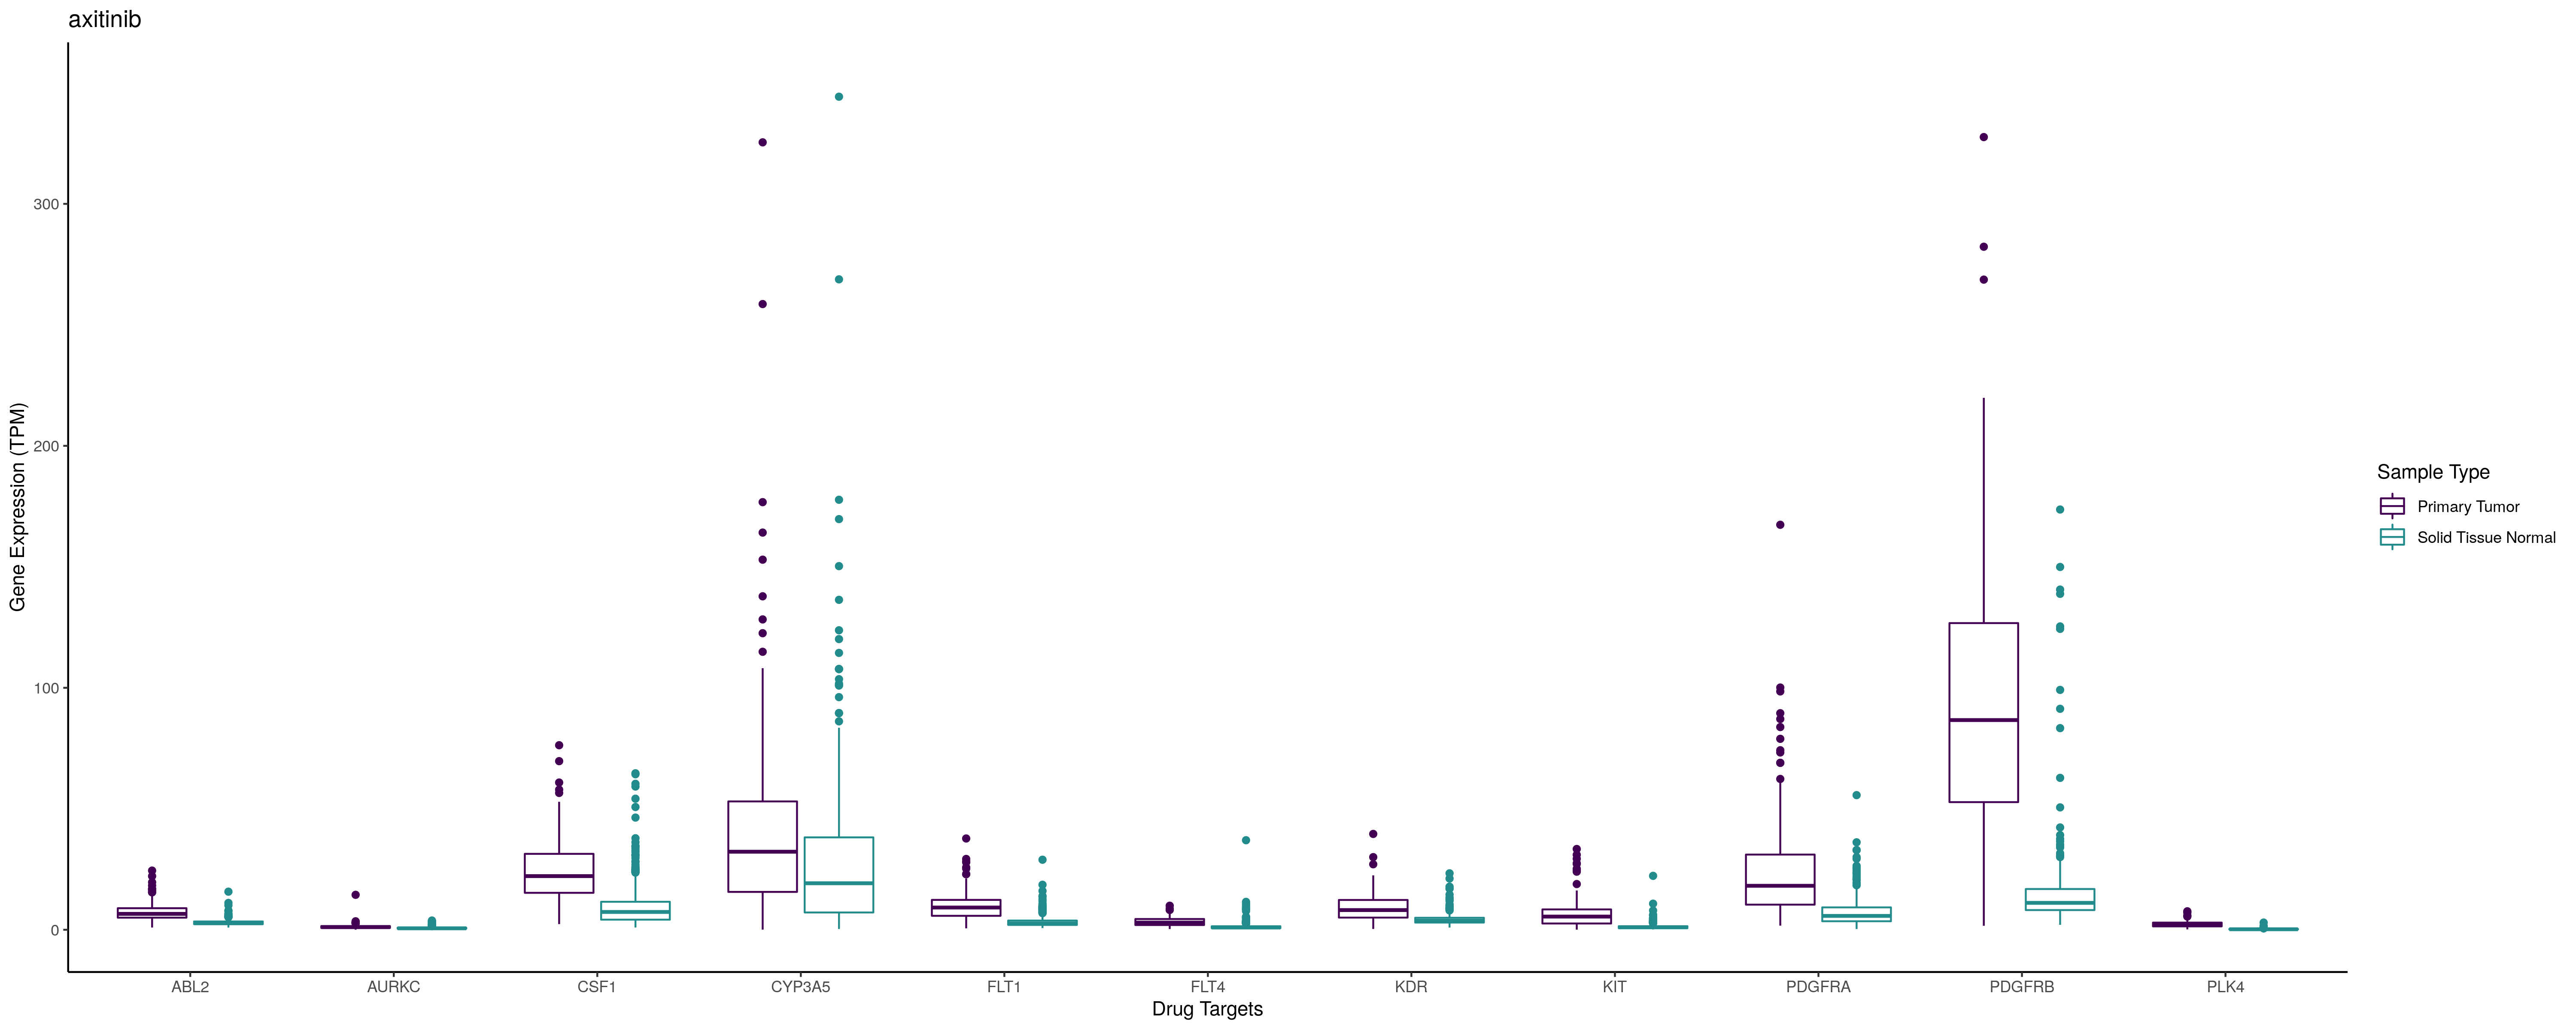 axitinib
Gene Expression (TPM)
300
200
100
0
ABL2 AURKC CSF1 CYP3A5 FLT1 FLT4 KDR KIT PDGFRA PDGFRB PLK4
Drug Targets
Sample Type
Primary Tumor
Solid Tissue Normal